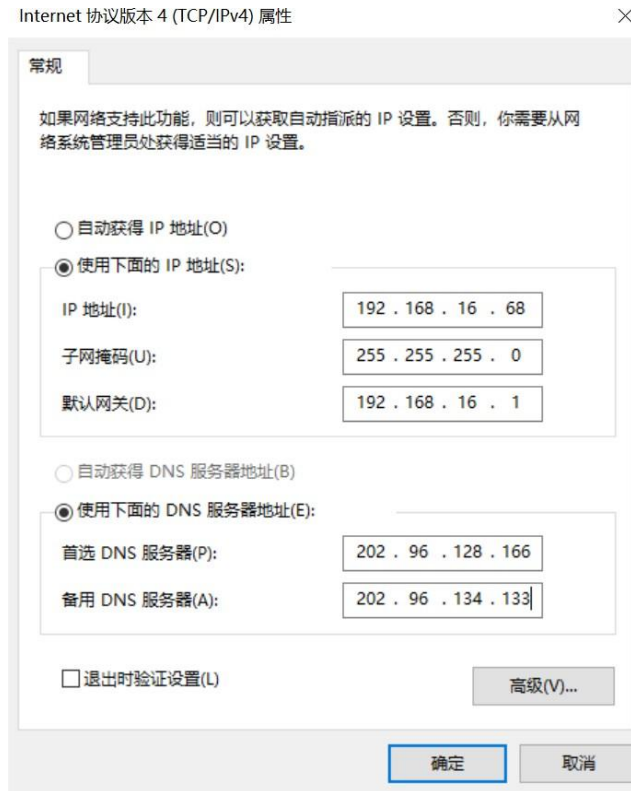 Internet 协议版本 4 (TCP/IPv4) 属性
常规
如果网络支持此功能，则可以获取自动指派的 IP 设置。否则，你需要从网
络系统管理员处获得适当的 IP 设置。
自动获得 IP 地址(O)
使用下面的 IP 地址(S):
IP 地址(I): 192 . 168 . 16 . 68
子网掩码(U): 255 . 255 . 255 . 0
默认网关(D): 192 . 168 . 16 . 1
自动获得 DNS 服务器地址(B)
使用下面的 DNS 服务器地址(E):
首选 DNS 服务器(P): 202 . 96 . 128 . 166
备用 DNS 服务器(A): 202 . 96 . 134 . 133
退出时验证设置(L)
高级(V)...
确定 取消